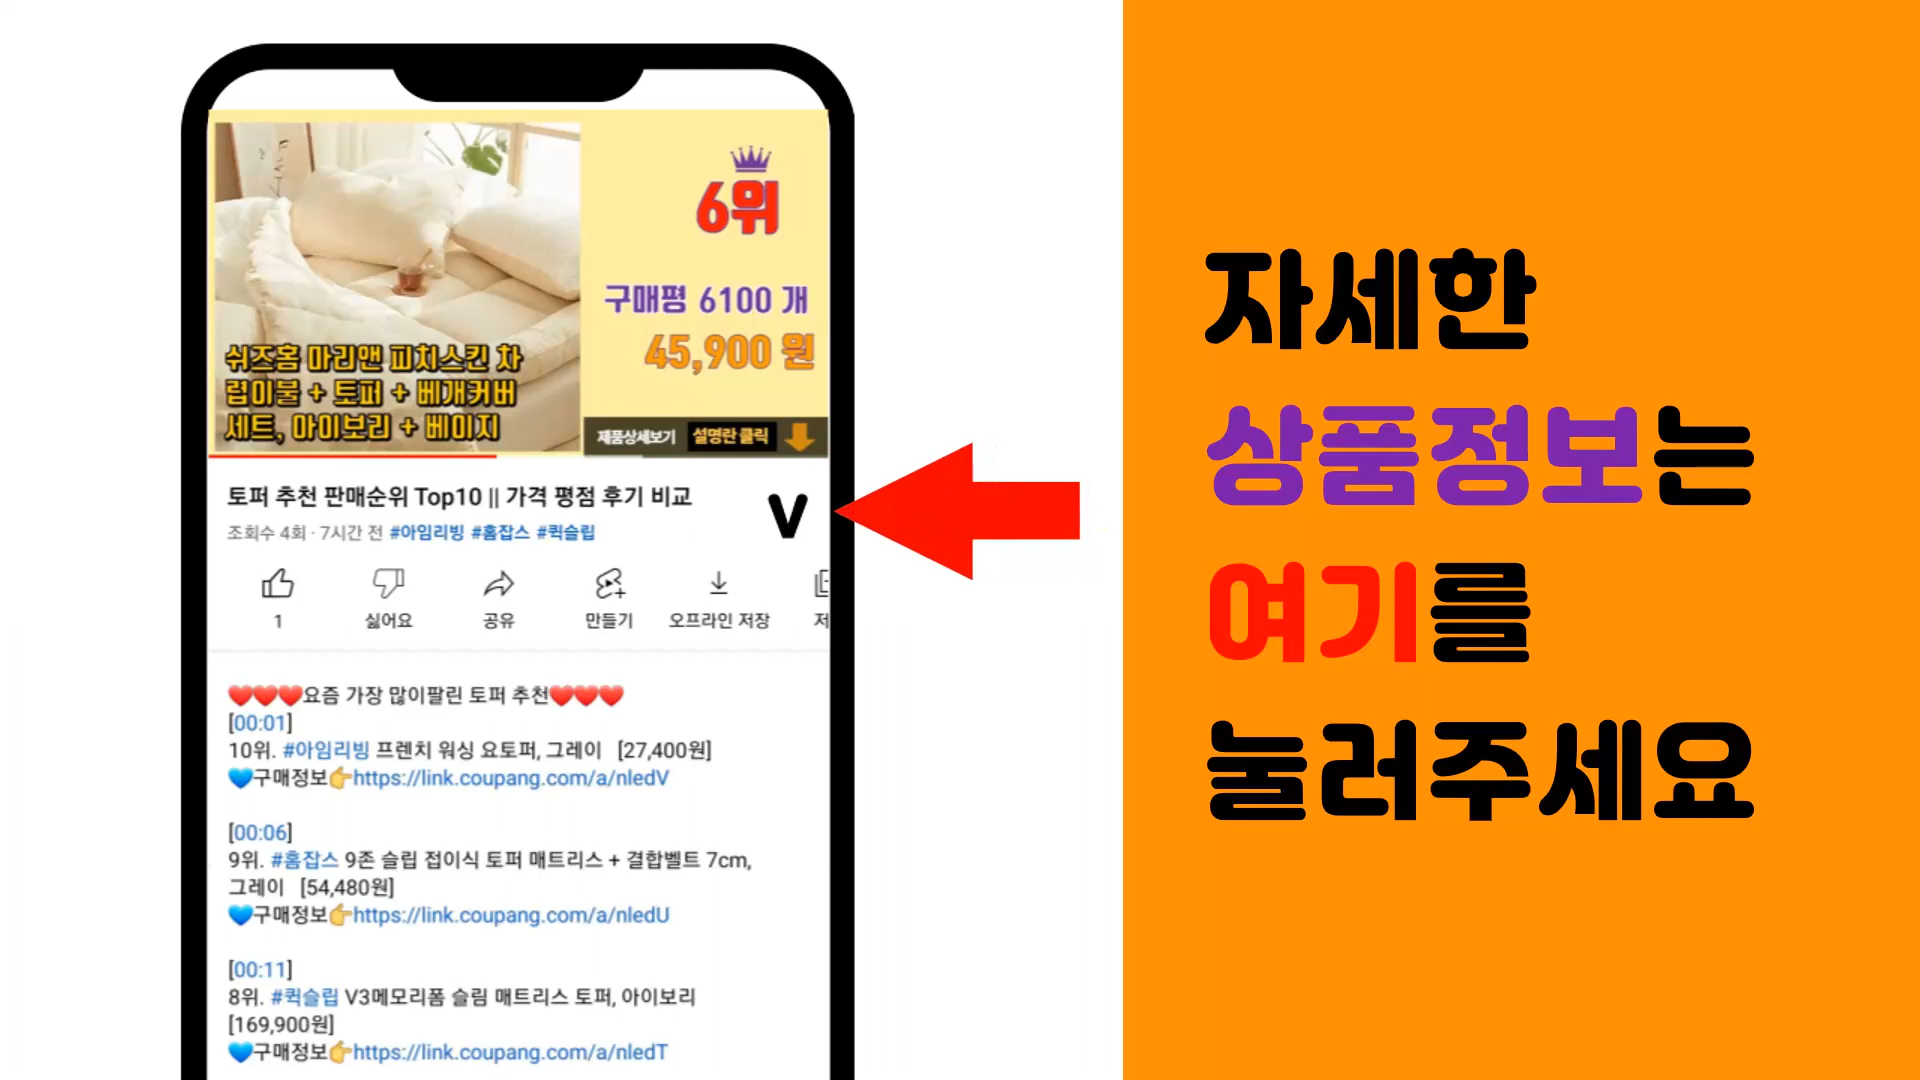 6위
구매평 6100 개
45,900 원
쉬즈홈 마리앤 피치스킨 차
렵이불 + 토퍼 + 베개커버
세트, 아이보리 + 베이지
제품상세보기 설명란 클릭
토퍼 추천 판매순위 Top10 || 가격 평점 후기 비교
V
조회수 4회 · 7시간 전 #아임리빙 #홈잡스 #퀵슬립
1 싫어요 공유 만들기 오프라인 저장 저
❤️❤️❤️요즘 가장 많이팔린 토퍼 추천❤️❤️❤️
[00:01]
10위. #아임리빙 프렌치 워싱 요토퍼, 그레이 [27,400원]
💙구매정보👉https://link.coupang.com/a/nledV
[00:06]
9위. #홈잡스 9존 슬립 접이식 토퍼 매트리스 + 결합벨트 7cm,
그레이 [54,480원]
💙구매정보👉https://link.coupang.com/a/nledU
[00:11]
8위. #퀵슬립 V3메모리폼 슬림 매트리스 토퍼, 아이보리
[169,900원]
💙구매정보👉https://link.coupang.com/a/nledT
자세한
상품정보는
여기를
눌러주세요